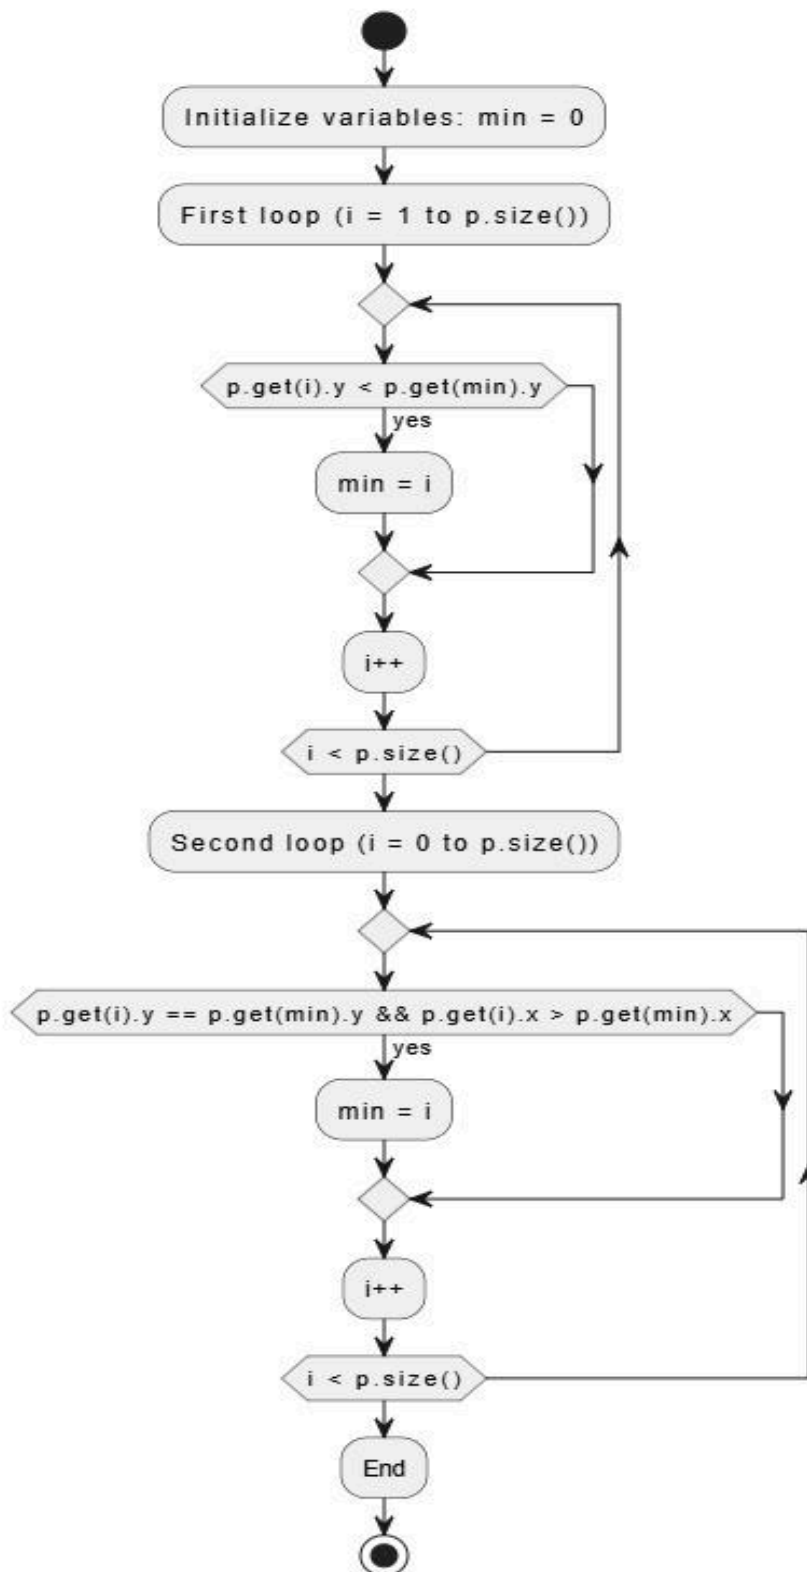 Initialize variables: min = 0
First loop (i = 1 to p.size())
p.get(i).y < p.get(min).y
yes
min = i
i++
i < p.size()
Second loop (i = 0 to p.size())
p.get(i).y == p.get(min).y && p.get(i).x > p.get(min).x
yes
min = i
i++
i < p.size()
End